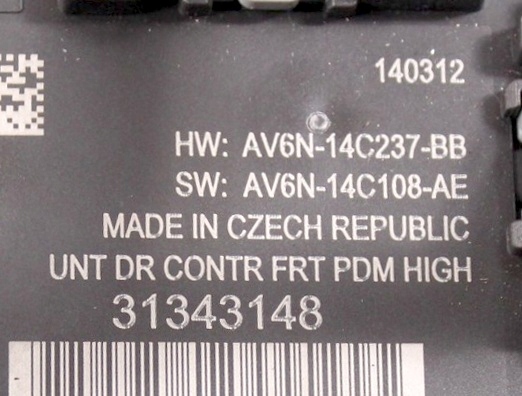 140312
HW: AV6N-14C237-BB
SW: AV6N-14C108-AE
MADE IN CZECH REPUBLIC
UNT DR CONTR FRT PDM HIGH
31343148